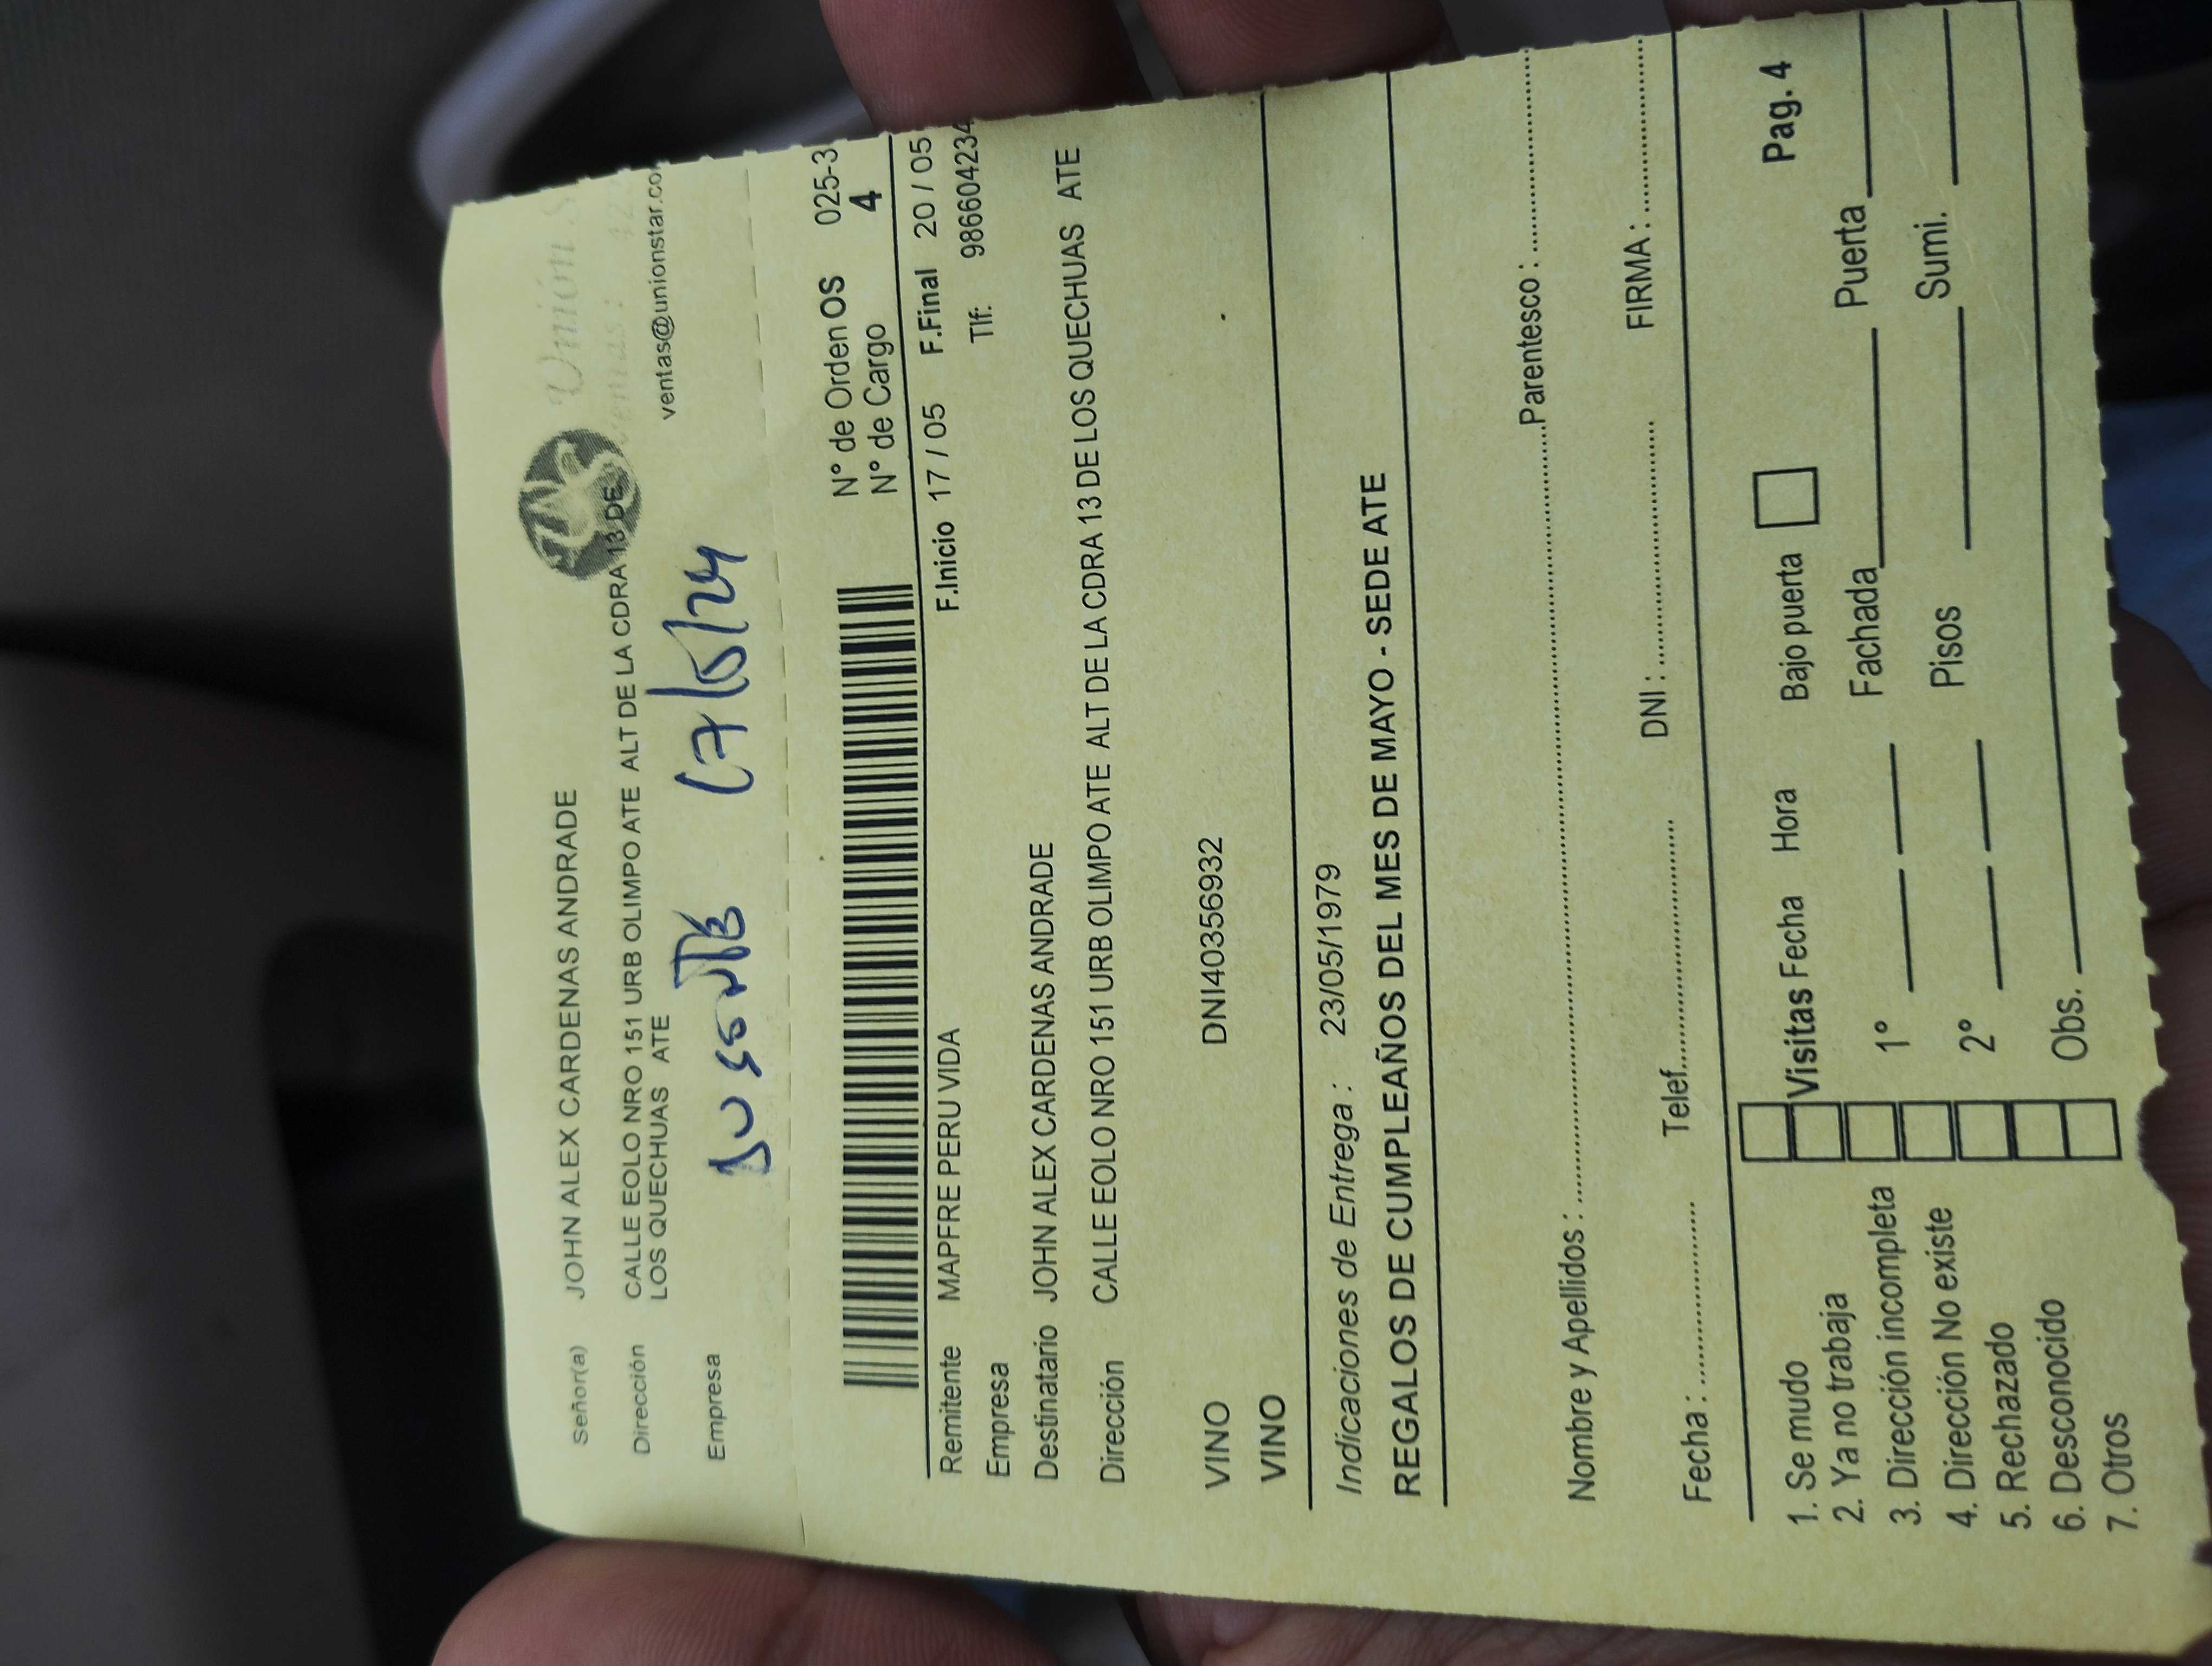 Señor(a) JOHN ALEX CARDENAS ANDRADE
Unión S
Dirección CALLE EOLO NRO 151 URB OLIMPO ATE ALT DE LA CDRA 13 DE
LOS QUECHUAS ATE
ventas@unionstar.co
Empresa
17/5/24
N° de Orden OS 025-3
N° de Cargo 4
Remitente MAPFRE PERU VIDA F.Inicio 17 / 05 F.Final 20 / 05
Empresa Tlf: 986604234
Destinatario JOHN ALEX CARDENAS ANDRADE
Dirección CALLE EOLO NRO 151 URB OLIMPO ATE ALT DE LA CDRA 13 DE LOS QUECHUAS ATE
VINO DNI40356932
VINO
Indicaciones de Entrega : 23/05/1979
REGALOS DE CUMPLEAÑOS DEL MES DE MAYO - SEDE ATE
Nombre y Apellidos : Parentesco :
Fecha : Telef. DNI : FIRMA :
1. Se mudo
2. Ya no trabaja
3. Dirección incompleta
4. Dirección No existe
5. Rechazado
6. Desconocido
7. Otros
Visitas Fecha Hora Bajo puerta Pag. 4
1° Fachada Puerta
2° Pisos Sumi.
Obs.